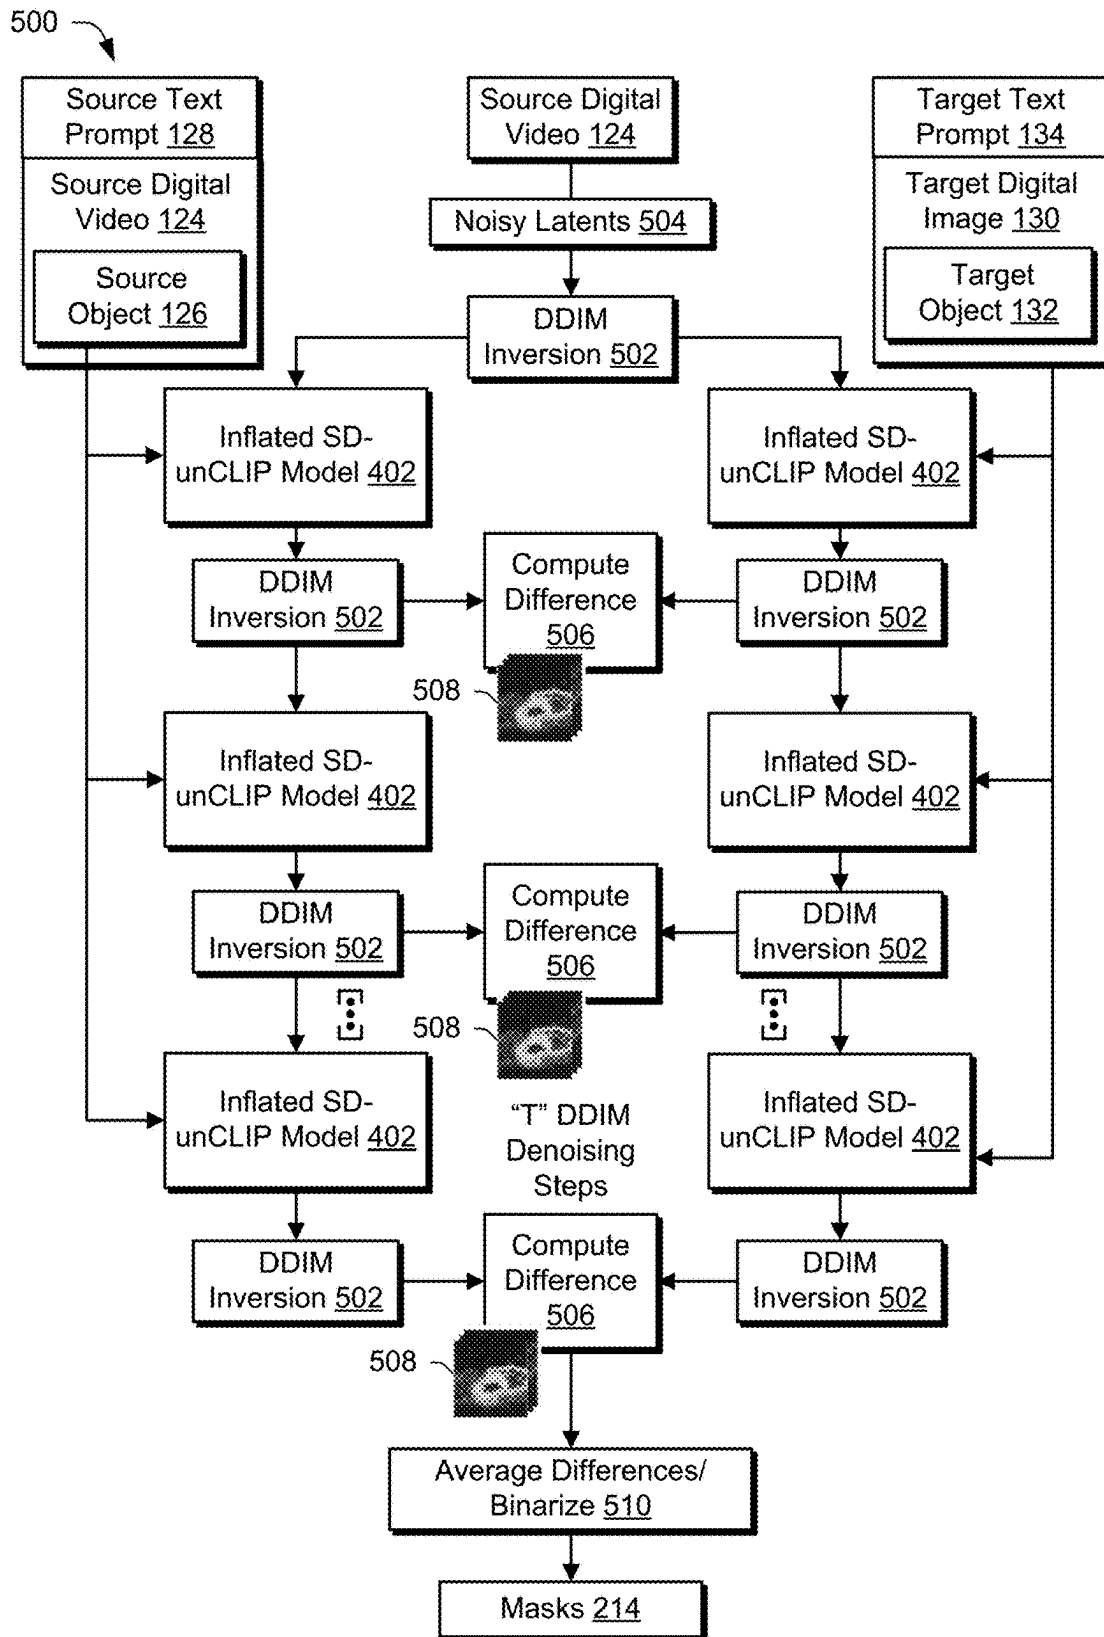 500
Source Text
Prompt 128
Source Digital
Video 124
Source
Object 126
Source Digital
Video 124
Noisy Latents 504
DDIM
Inversion 502
Target Text
Prompt 134
Target Digital
Image 130
Target
Object 132
Inflated SD-
unCLIP Model 402
Inflated SD-
unCLIP Model 402
DDIM
Inversion 502
Compute
Difference
506
DDIM
Inversion 502
508
Inflated SD-
unCLIP Model 402
Inflated SD-
unCLIP Model 402
DDIM
Inversion 502
Compute
Difference
506
DDIM
Inversion 502
508
Inflated SD-
unCLIP Model 402
"T" DDIM
Denoising
Steps
Inflated SD-
unCLIP Model 402
DDIM
Inversion 502
Compute
Difference
506
DDIM
Inversion 502
508
Average Differences/
Binarize 510
Masks 214